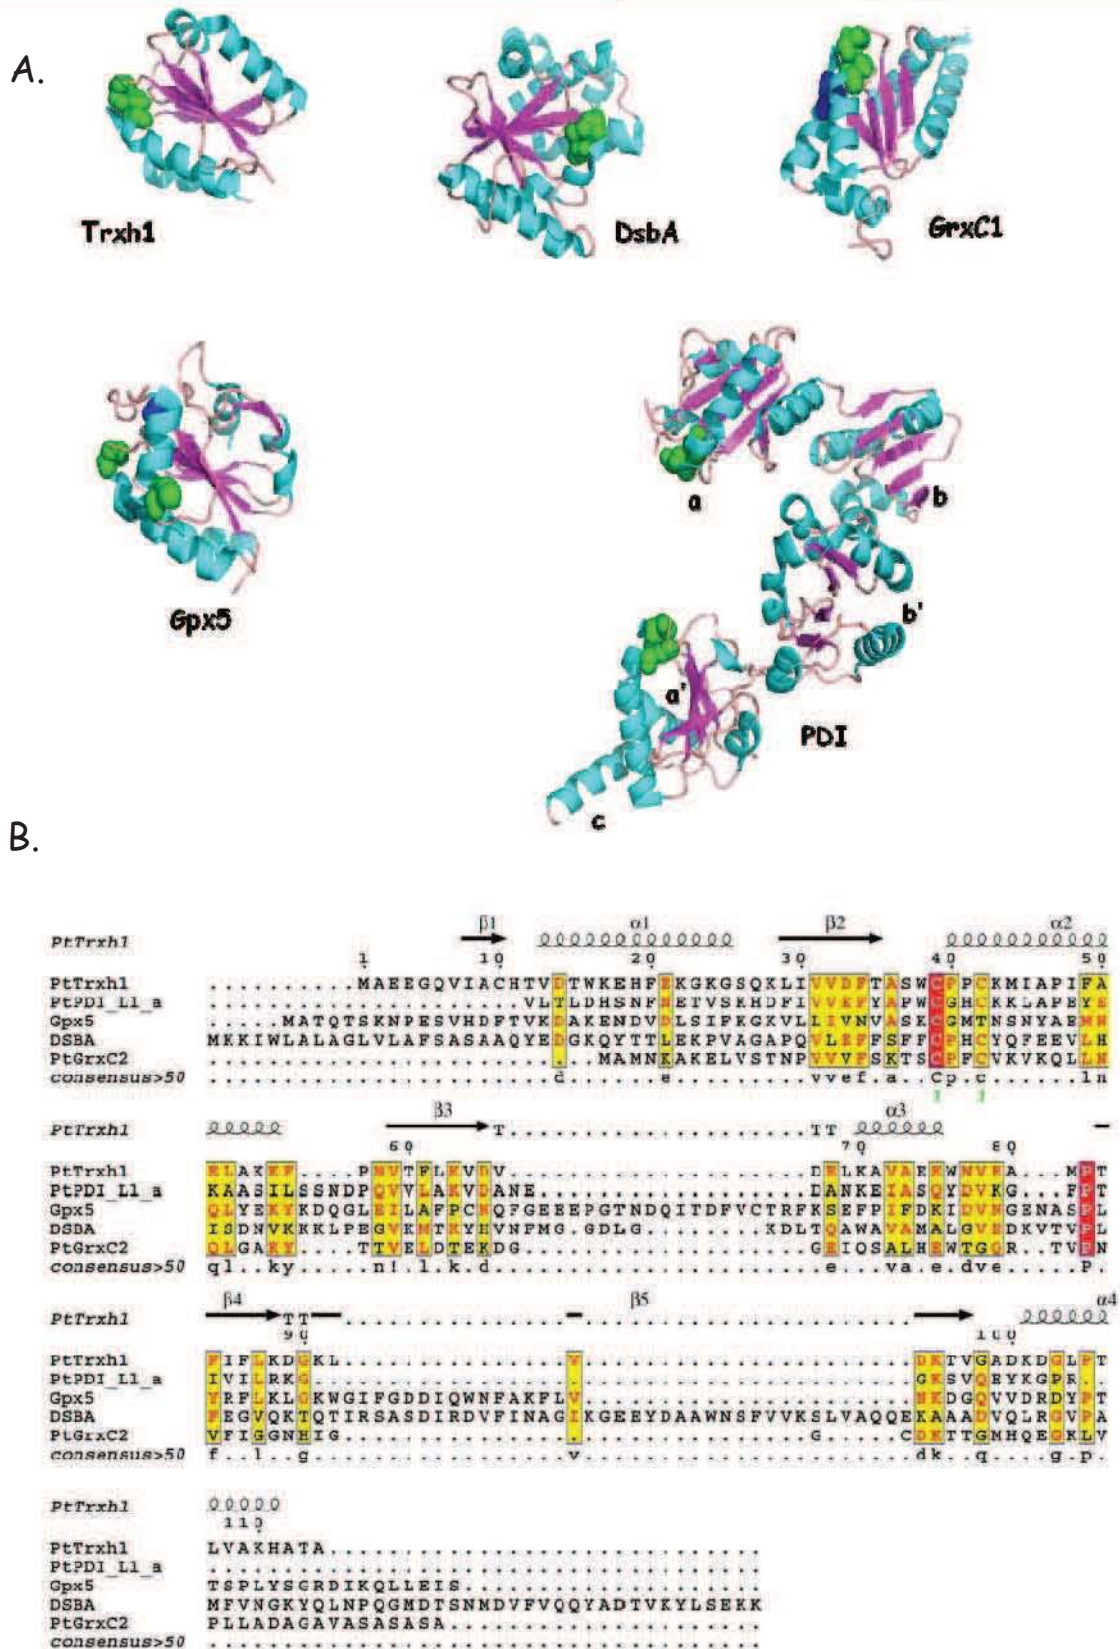 A.
Trxh1
DsbA
GrxC1
Gpx5
a
b
b'
a'
PDI
c
B.
β1 α1 β2 α2
PtTrxh1
1 10 20 30 40 50
PtTrxh1 .........MAEEGQVIACHTVDTWKEHFEKGKGSQKLIVVDFTASWCPPCKMIAPIFA
PtPDI_L1_a .....................VLTLDHSNFNETVSKHDFIVVEFYAPWCGHCKKLAPEYE
Gpx5 .....MATQTSKNPESVHDFTVKDAKENDVDLSIFKGKVLLIVNVASKCGMTNSNYAEMN
DSBA MKKIWLALAGLVLAFSASAAQYEDGKQYTTLEKPVAGAPQVLEFFSFFCPHCYQFEEVLH
PtGrxC2 ..........................MAMNKAKELVSTNPVVVFSKTSCPFCVKVKQLLN
consensus>50 .......................d......e.........vvef.a..Cp.c......ln
3 3
β3 α3
PtTrxh1 T TT
60 70 80
PtTrxh1 ELAKKF....PNVTFLKVDV....................DELKAVAEKWNVEA...MPT
PtPDI_L1_a KAASILSSNDPQVVLAKVDANE..................DANKEIASQYDVKG...FPT
Gpx5 QLYEKYKDQGLEILAFPCNQFGEEEPGTNDQITDFVCTRFKSEFPIFDKIDVNGENASPL
DSBA ISDNVKKKLPEGVKMTKYHVNFMG.GDLG...........KDLTQAWAVAMALGVEDKVTVPL
PtGrxC2 QLGAKY....TTVELDTEKDG...................GEIQSALHEWTGQR..TVPN
consensus>50 ql..ky....n!.l.k.d......................e...va.e.dve.....P.
β4 β5 α4
PtTrxh1 TT
90 100
PtTrxh1 FIFLKDGKL...............V......................DKTVGADKDGLPT
PtPDI_L1_a IVILRKG........................................GKSVQEYKGPR..
Gpx5 YRFLKLGKWGIFGDDIQWNFAKFLV......................NKDGQVVDRDYPT
DSBA FEGVQKTQTIRSASDIRDVFINAGIKGEEYDAAWNSFVVKSLVAQQEKAAADVQLRGVPA
PtGrxC2 VFIGGNHIG................................G.....CDKTTGMHQEGKLV
consensus>50 f..l..g.................v......................dk..q....g.p.
PtTrxh1
110
PtTrxh1 LVAKHATA.............................
PtPDI_L1_a .....................................
Gpx5 TSPLYSGRDIKQLLEIS....................
DSBA MFVNGKYQLNPQGMDTSNMDVFVQQYADTVKYLSEKK
PtGrxC2 PLLADAGAVASASASA.....................
consensus>50 .....................................